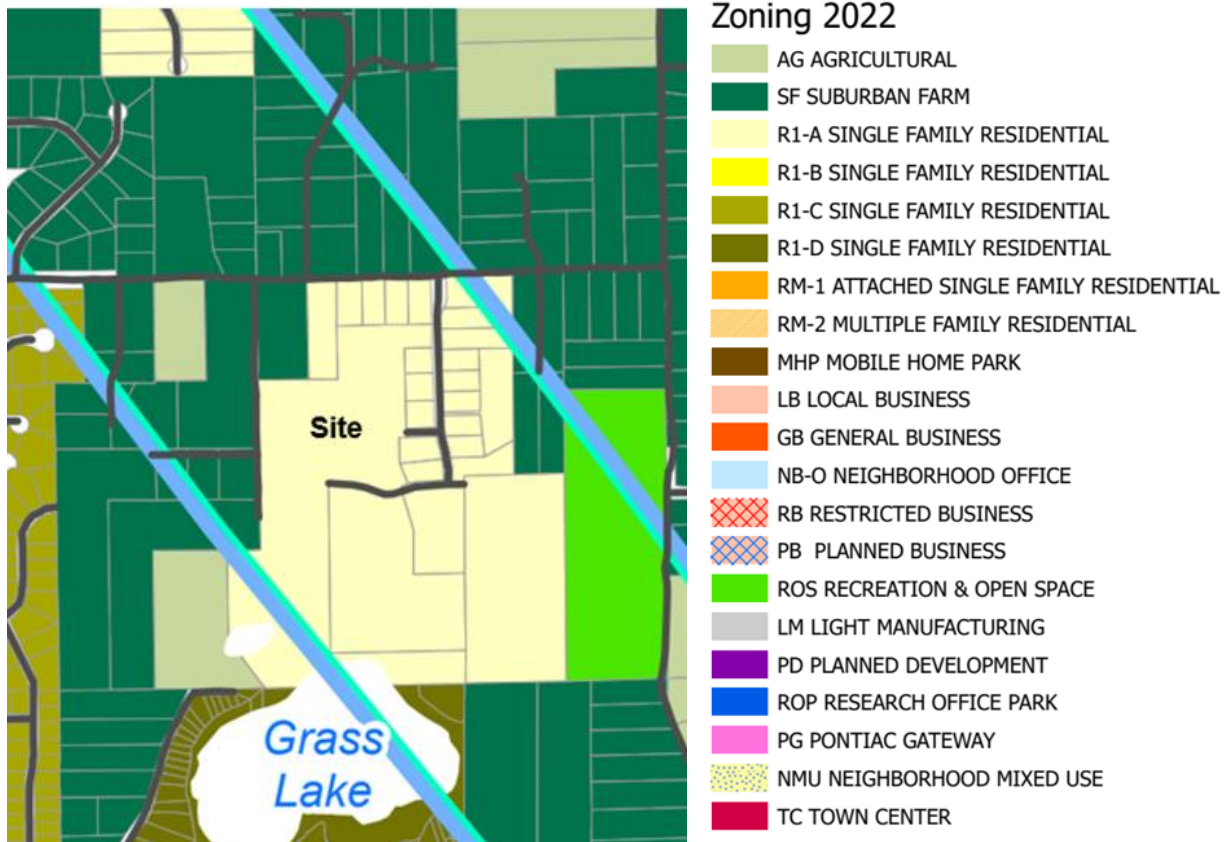 Zoning 2022
AG AGRICULTURAL
SF SUBURBAN FARM
R1-A SINGLE FAMILY RESIDENTIAL
R1-B SINGLE FAMILY RESIDENTIAL
R1-C SINGLE FAMILY RESIDENTIAL
R1-D SINGLE FAMILY RESIDENTIAL
RM-1 ATTACHED SINGLE FAMILY RESIDENTIAL
RM-2 MULTIPLE FAMILY RESIDENTIAL
MHP MOBILE HOME PARK
LB LOCAL BUSINESS
GB GENERAL BUSINESS
NB-O NEIGHBORHOOD OFFICE
RB RESTRICTED BUSINESS
PB PLANNED BUSINESS
ROS RECREATION & OPEN SPACE
LM LIGHT MANUFACTURING
PD PLANNED DEVELOPMENT
ROP RESEARCH OFFICE PARK
PG PONTIAC GATEWAY
NMU NEIGHBORHOOD MIXED USE
TC TOWN CENTER
Site
Grass
Lake